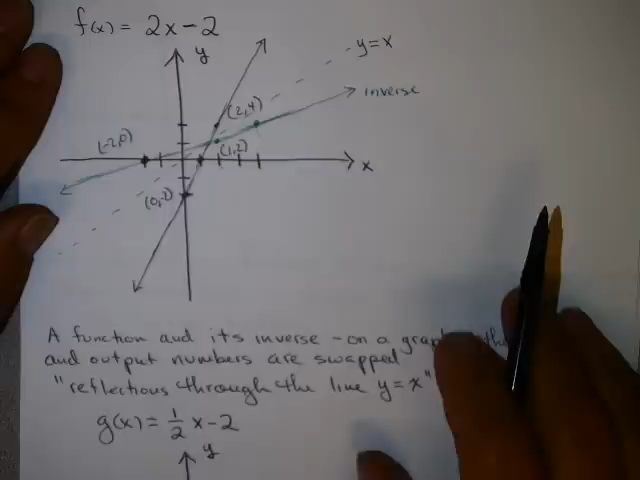 f(x) = 2x - 2
y
y = x
inverse
(2,4)
(-2,0)
(1,2)
x
(0,-2)
A function and its inverse - on a graph the
and output numbers are swapped
"reflections through the line y = x"
g(x) = 1/2 x - 2
y